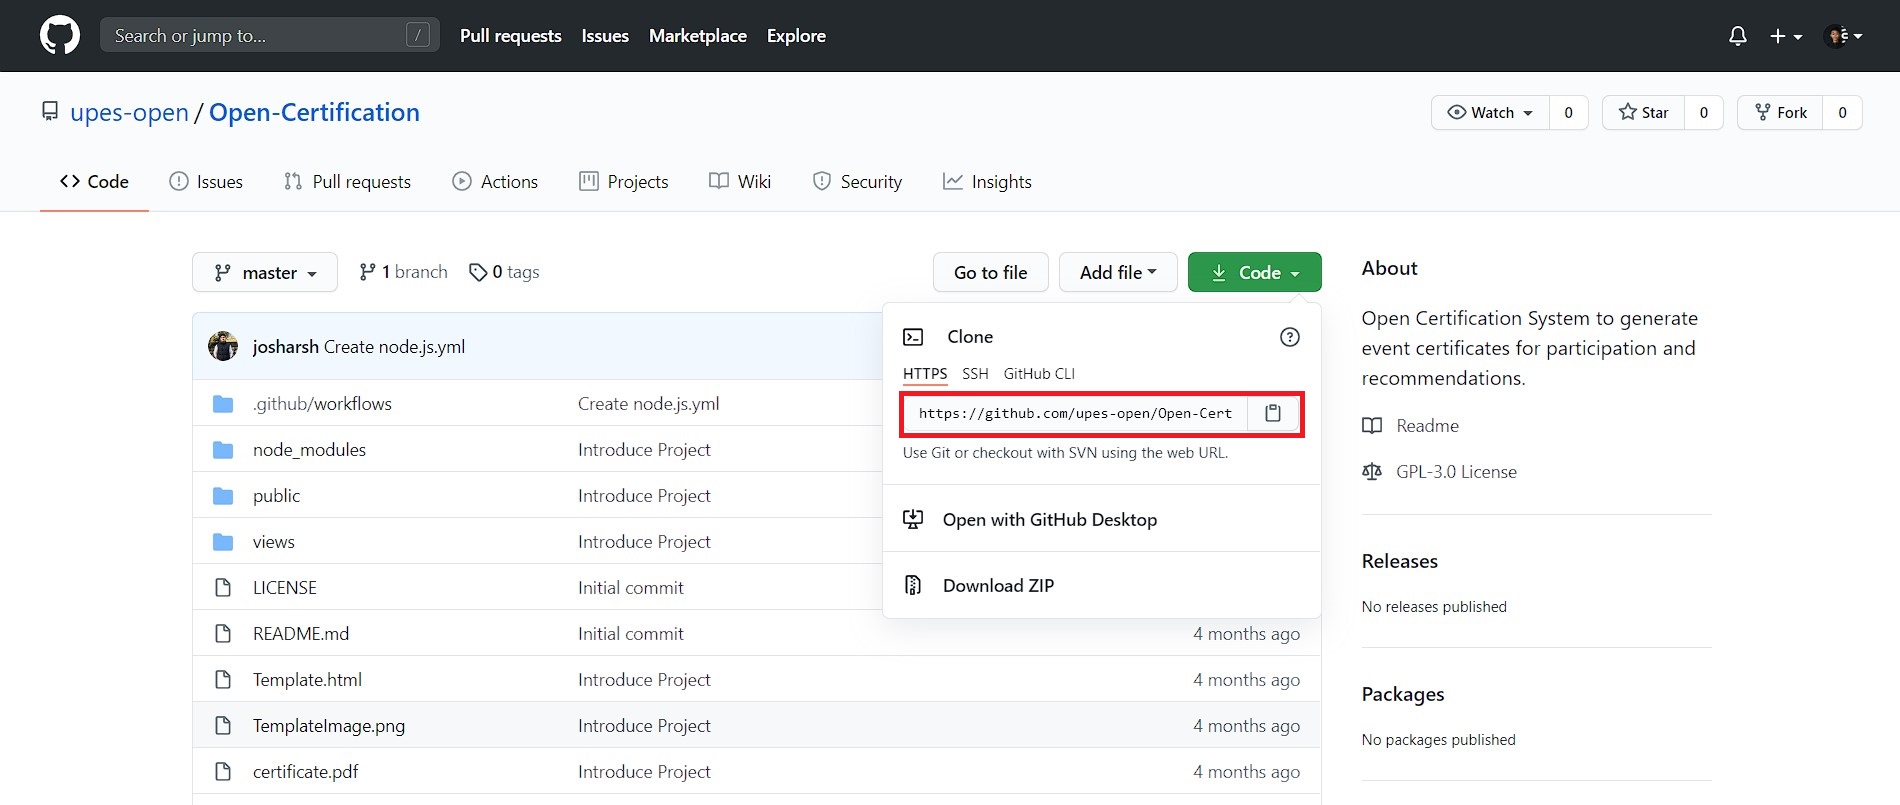 Search or jump to... /
Pull requests Issues Marketplace Explore
upes-open / Open-Certification
Watch 0 Star 0 Fork 0
Code Issues Pull requests Actions Projects Wiki Security Insights
master 1 branch 0 tags
Go to file Add file Code
josharsh Create node.js.yml
.github/workflows Create node.js.yml
node_modules Introduce Project
public Introduce Project
views Introduce Project
LICENSE Initial commit
README.md Initial commit 4 months ago
Template.html Introduce Project 4 months ago
TemplateImage.png Introduce Project 4 months ago
certificate.pdf Introduce Project 4 months ago
Clone
HTTPS SSH GitHub CLI
https://github.com/upes-open/Open-Cert
Use Git or checkout with SVN using the web URL.
Open with GitHub Desktop
Download ZIP
About
Open Certification System to generate
event certificates for participation and
recommendations.
Readme
GPL-3.0 License
Releases
No releases published
Packages
No packages published